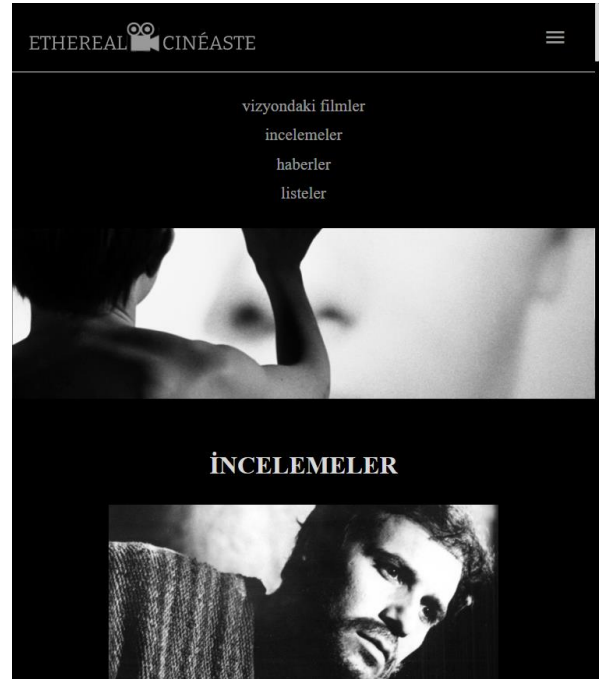 ETHEREAL CINÉASTE
vizyondaki filmler
incelemeler
haberler
listeler
İNCELEMELER